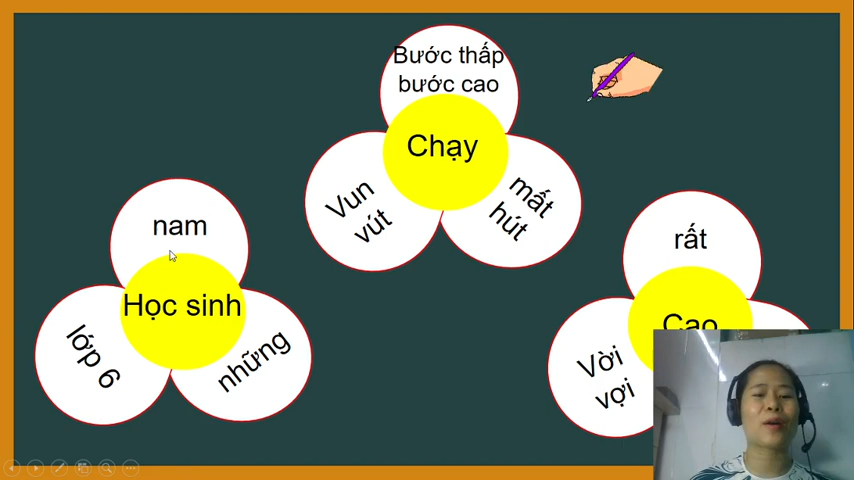 Bước thấp
bước cao
Chạy
Vun
vút
mất
hút
nam
Học sinh
lớp 6
những
rất
Cao
Vời
vợi